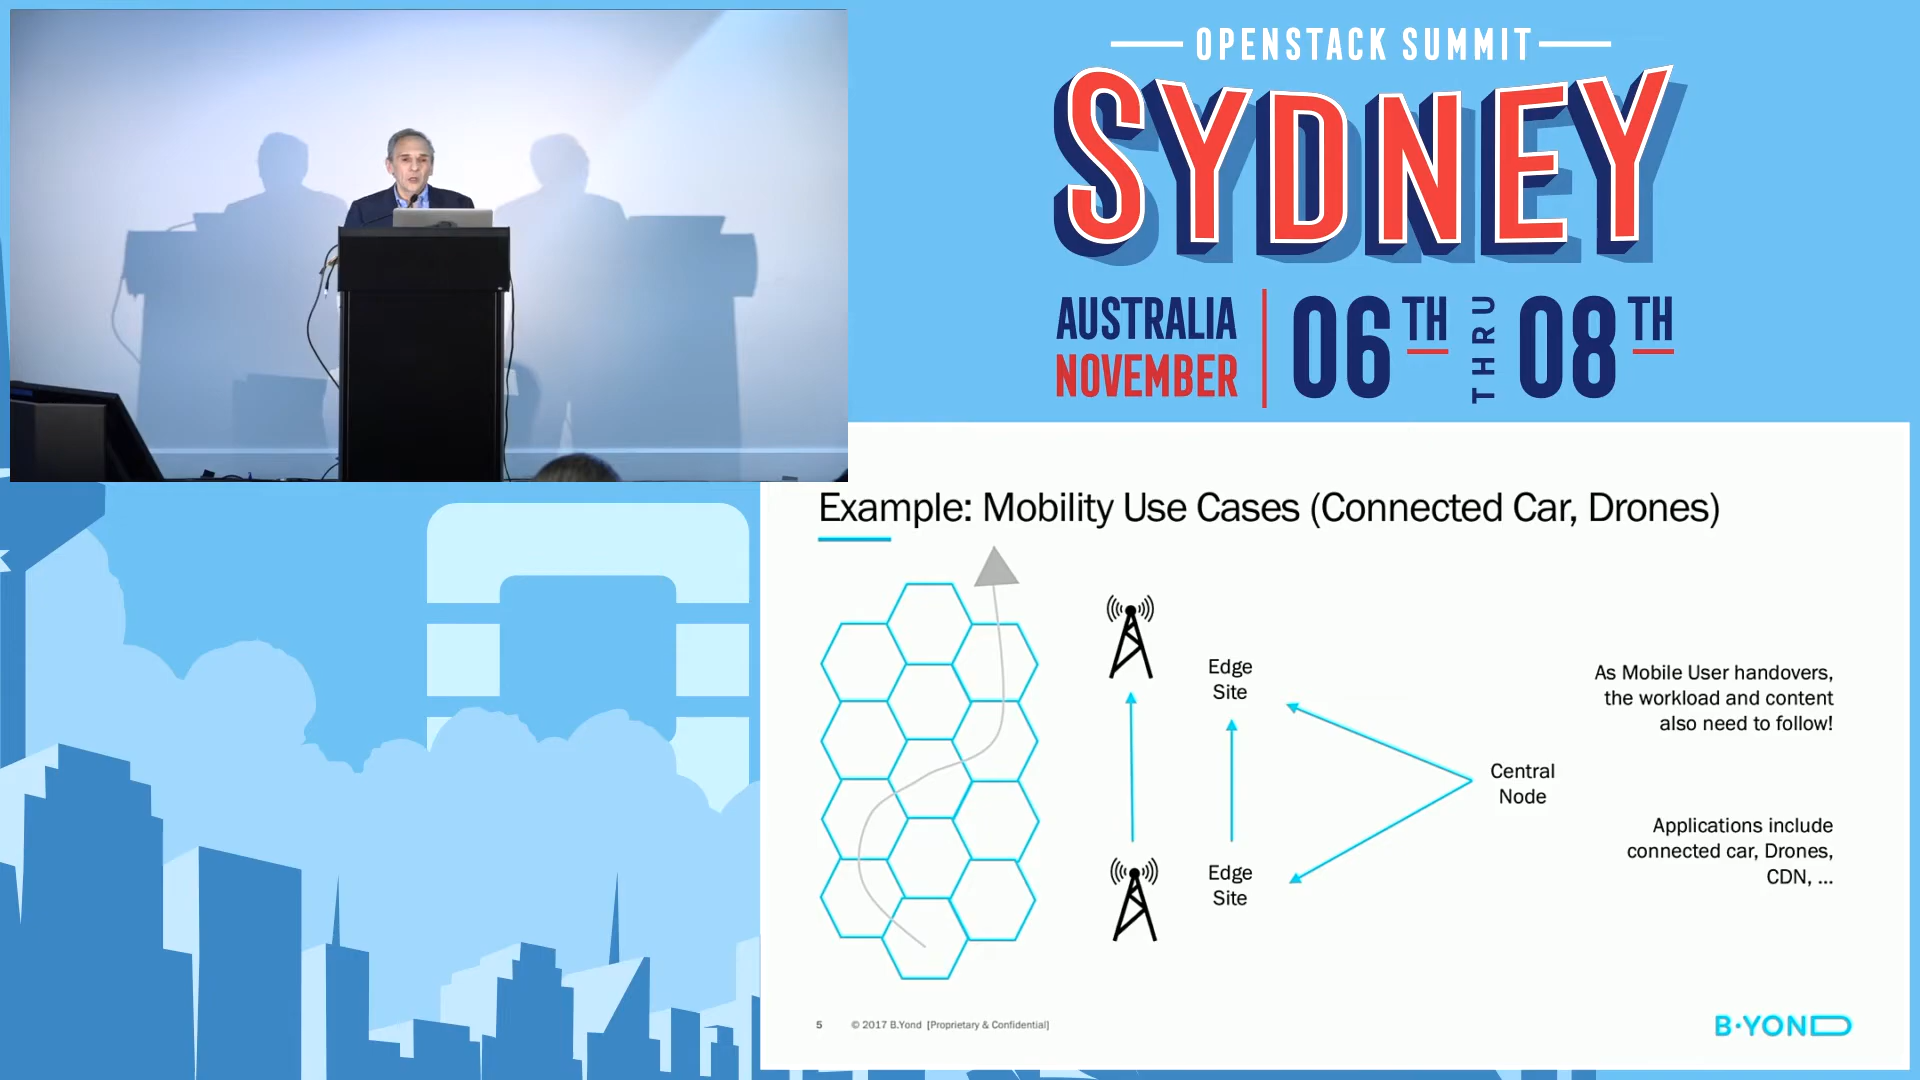 OPENSTACK SUMMIT
SYDNEY
AUSTRALIA
NOVEMBER
06TH THRU 08TH
Example: Mobility Use Cases (Connected Car, Drones)
Edge
Site
As Mobile User handovers,
the workload and content
also need to follow!
Central
Node
Applications include
connected car, Drones,
CDN, ...
Edge
Site
5 © 2017 B.Yond [Proprietary & Confidential]
B·YOND